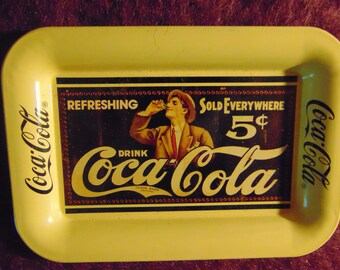 REFRESHING
SOLD EVERYWHERE
5¢
DRINK
Coca-Cola
Coca-Cola®
Coca-Cola®